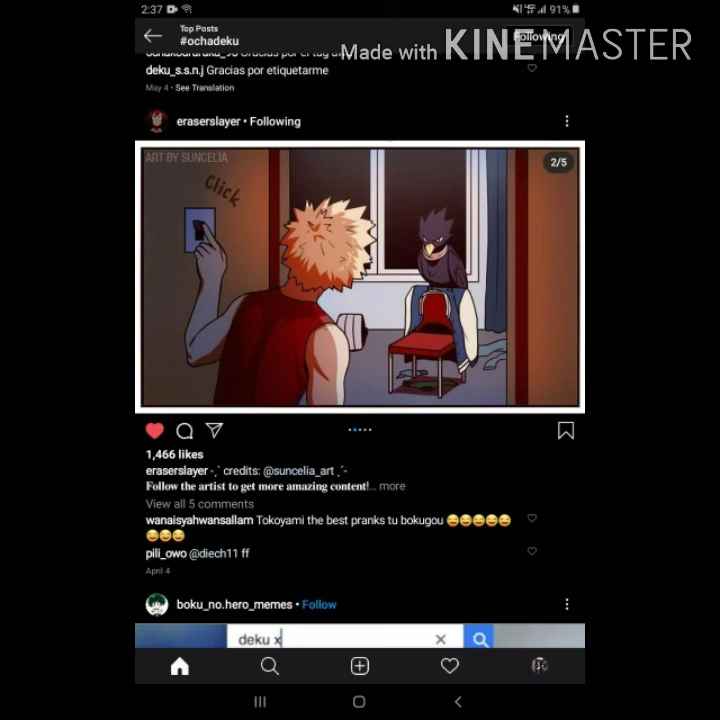 2:37
91%
Top Posts
#ochadeku
Following
Made with KINEMASTER
deku_s.s.n.j Gracias por etiquetarme
May 4 • See Translation
eraserslayer • Following
ART BY SUNCELIA
2/5
Click
1,466 likes
eraserslayer -ˏˋ credits: @suncelia_art ˎˊ-
Follow the artist to get more amazing content!... more
View all 5 comments
wanaisyahwansallam Tokoyami the best pranks tu bokugou 😂😂😂😂😂
😂😂😂
pili_owo @diech11 ff
April 4
boku_no.hero_memes • Follow
deku x